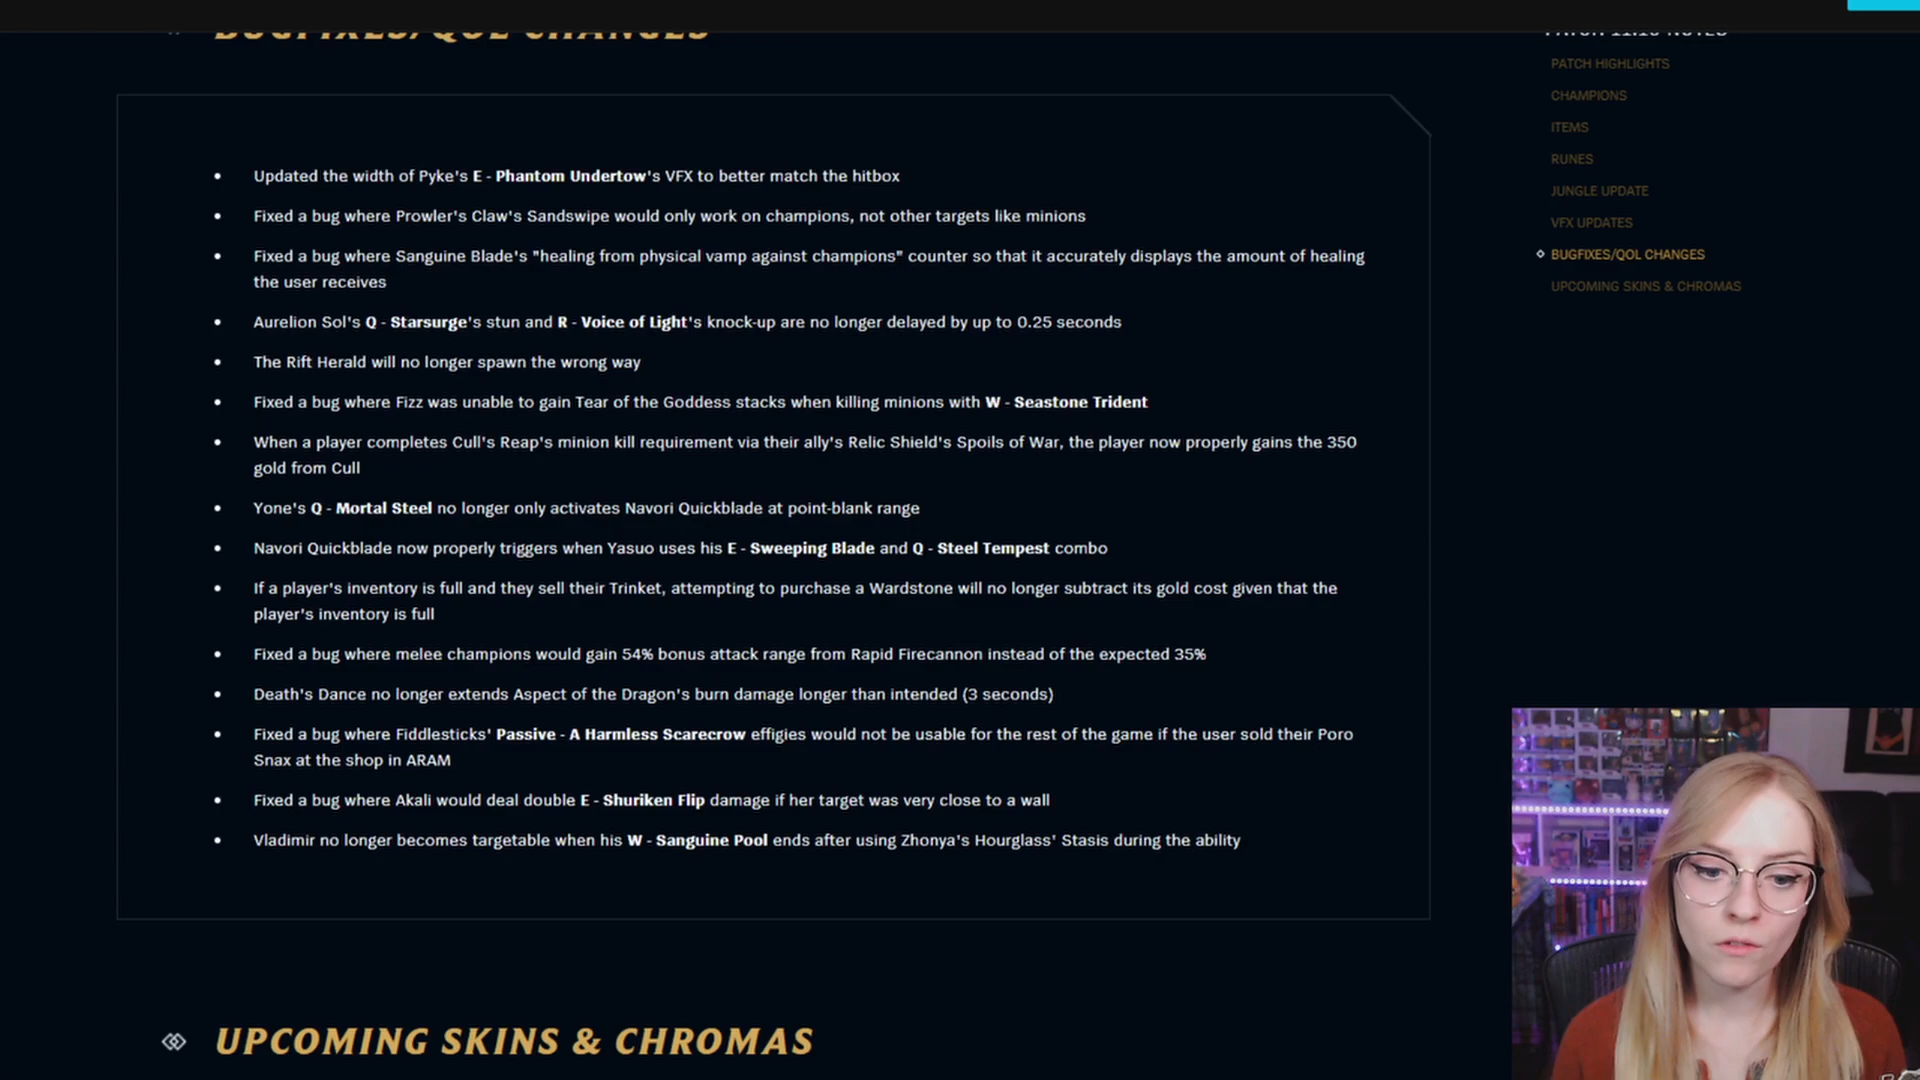 BUGFIXES/QOL CHANGES
Updated the width of Pyke's E - Phantom Undertow's VFX to better match the hitbox
Fixed a bug where Prowler's Claw's Sandswipe would only work on champions, not other targets like minions
Fixed a bug where Sanguine Blade's "healing from physical vamp against champions" counter so that it accurately displays the amount of healing
the user receives
Aurelion Sol's Q - Starsurge's stun and R - Voice of Light's knock-up are no longer delayed by up to 0.25 seconds
The Rift Herald will no longer spawn the wrong way
Fixed a bug where Fizz was unable to gain Tear of the Goddess stacks when killing minions with W - Seastone Trident
When a player completes Cull's Reap's minion kill requirement via their ally's Relic Shield's Spoils of War, the player now properly gains the 350
gold from Cull
Yone's Q - Mortal Steel no longer only activates Navori Quickblade at point-blank range
Navori Quickblade now properly triggers when Yasuo uses his E - Sweeping Blade and Q - Steel Tempest combo
If a player's inventory is full and they sell their Trinket, attempting to purchase a Wardstone will no longer subtract its gold cost given that the
player's inventory is full
Fixed a bug where melee champions would gain 54% bonus attack range from Rapid Firecannon instead of the expected 35%
Death's Dance no longer extends Aspect of the Dragon's burn damage longer than intended (3 seconds)
Fixed a bug where Fiddlesticks' Passive - A Harmless Scarecrow effigies would not be usable for the rest of the game if the user sold their Poro
Snax at the shop in ARAM
Fixed a bug where Akali would deal double E - Shuriken Flip damage if her target was very close to a wall
Vladimir no longer becomes targetable when his W - Sanguine Pool ends after using Zhonya's Hourglass' Stasis during the ability
UPCOMING SKINS & CHROMAS
PATCH HIGHLIGHTS
CHAMPIONS
ITEMS
RUNES
JUNGLE UPDATE
VFX UPDATES
BUGFIXES/QOL CHANGES
UPCOMING SKINS & CHROMAS